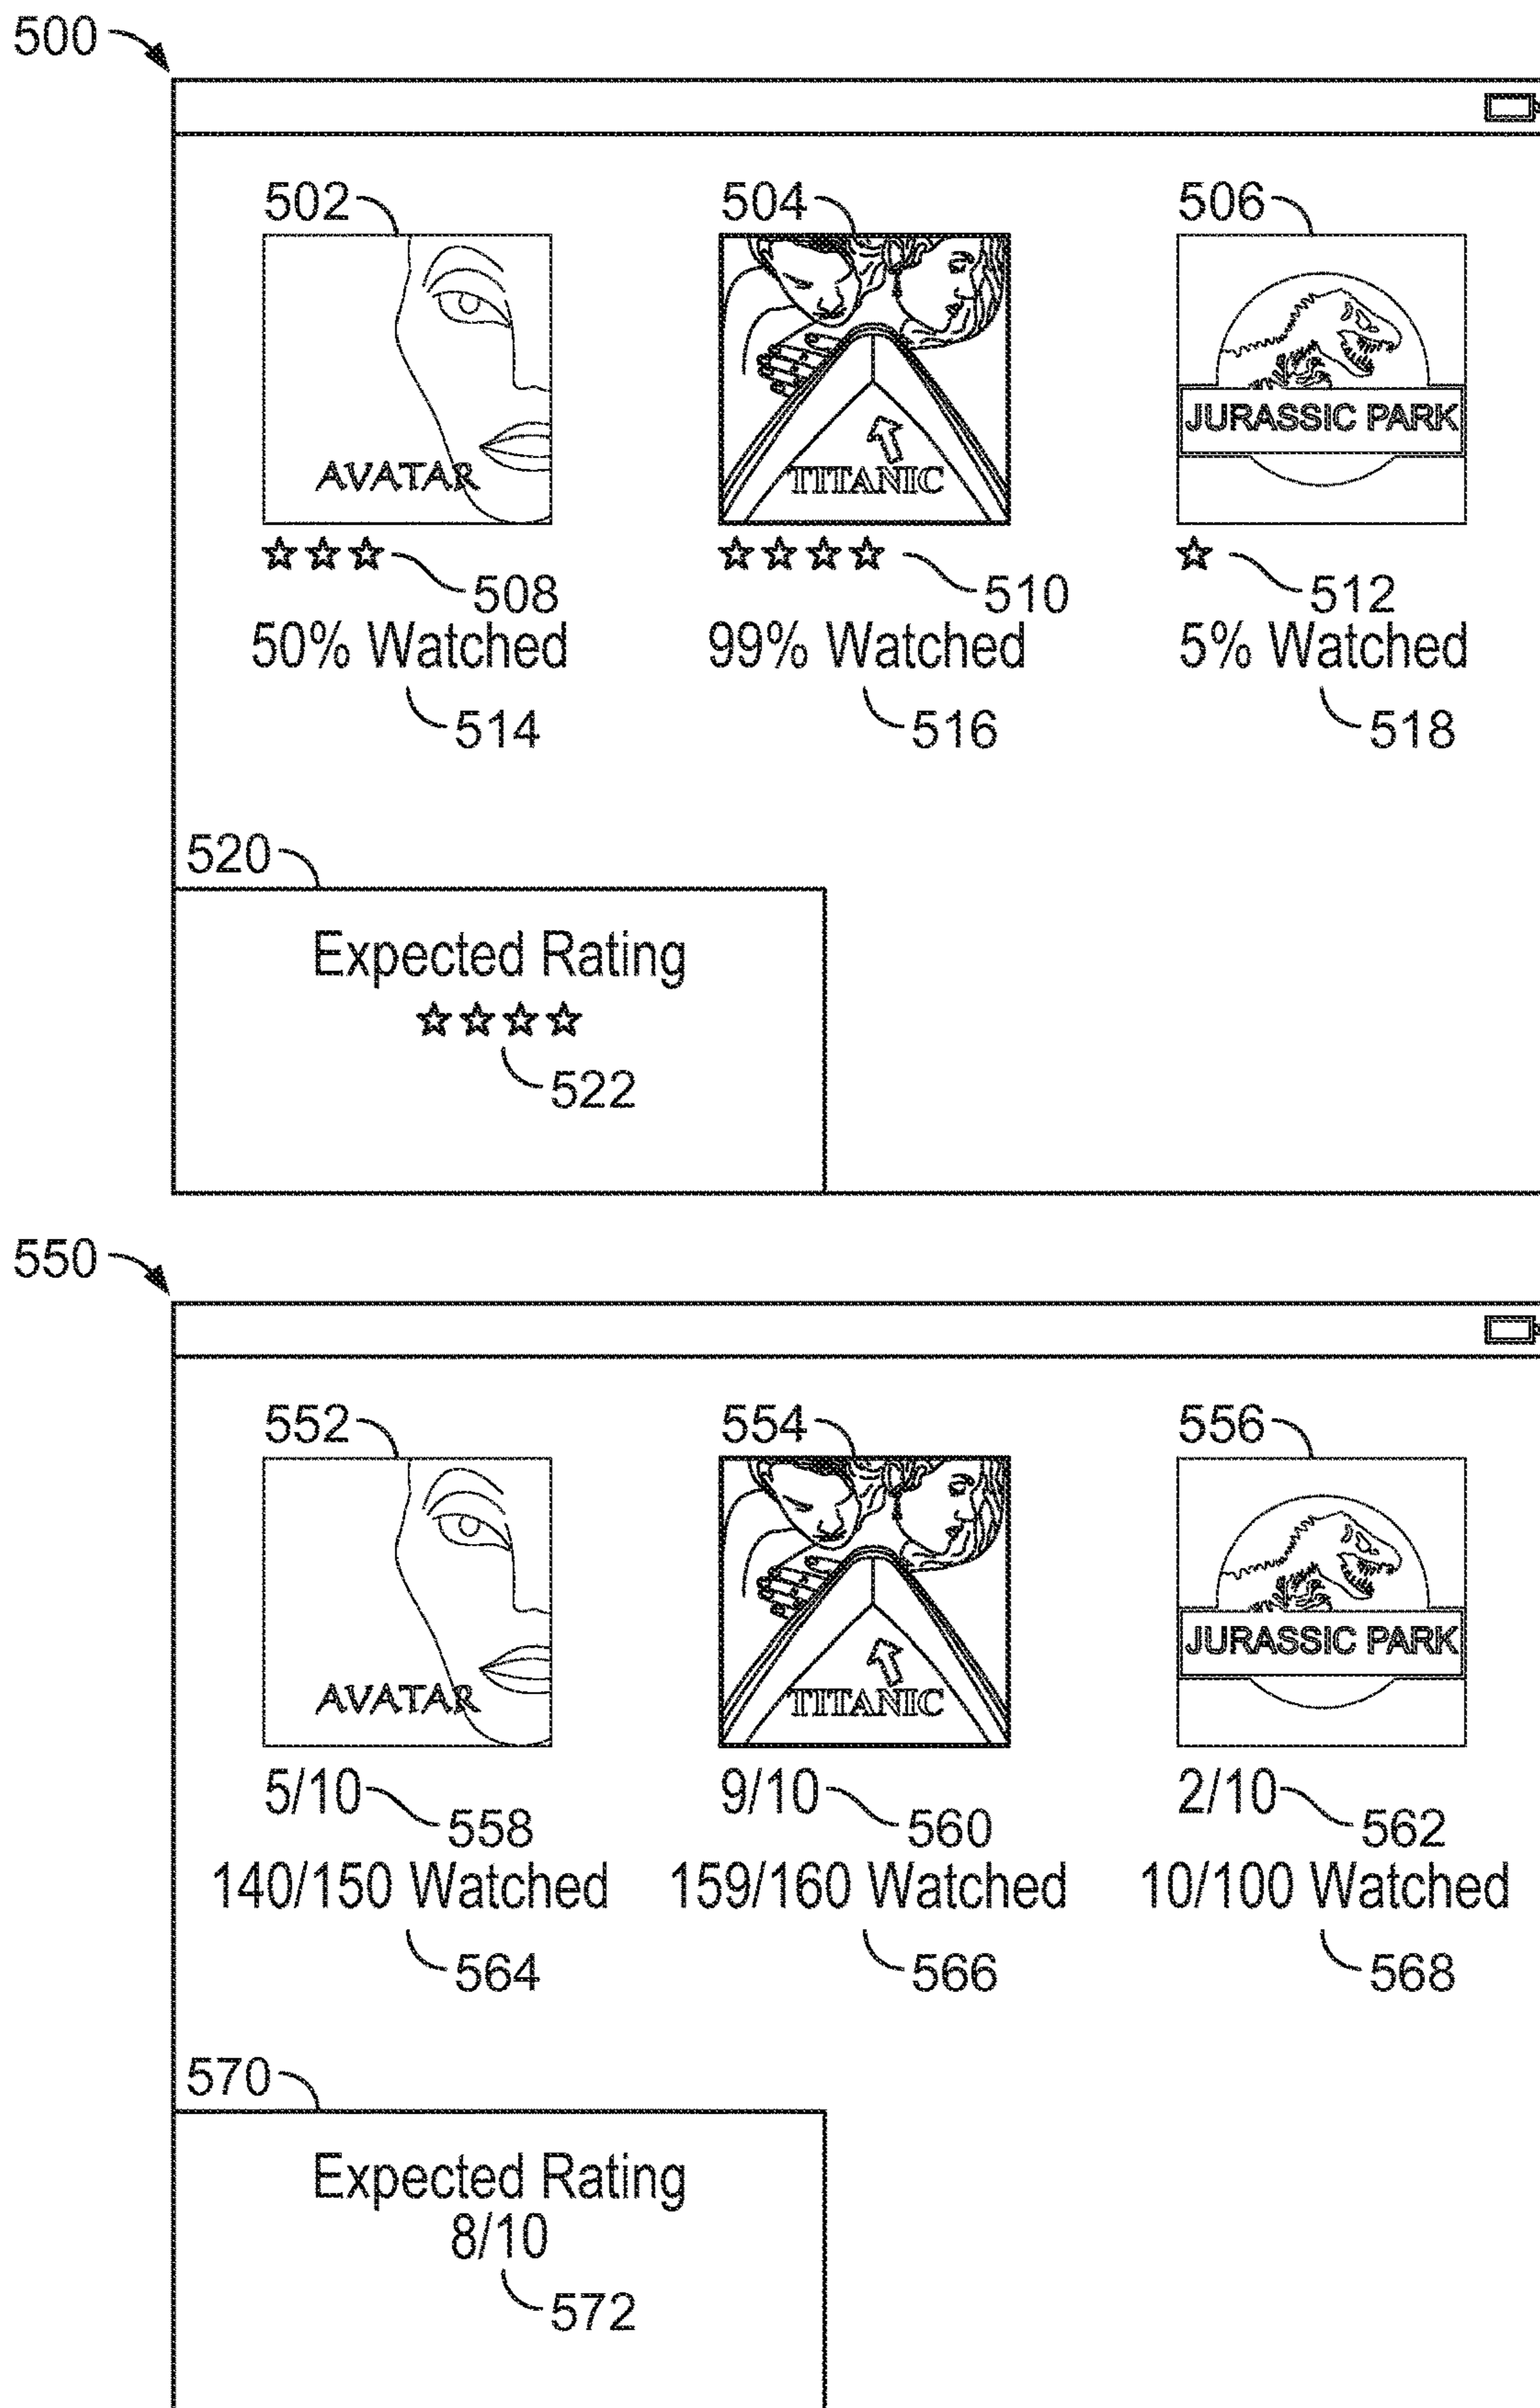 500
502 504 506
AVATAR TITANIC JURASSIC PARK
508 510 512
50% Watched 99% Watched 5% Watched
514 516 518
520
Expected Rating
522
550
552 554 556
AVATAR TITANIC JURASSIC PARK
5/10 9/10 2/10
558 560 562
140/150 Watched 159/160 Watched 10/100 Watched
564 566 568
570
Expected Rating
8/10
572